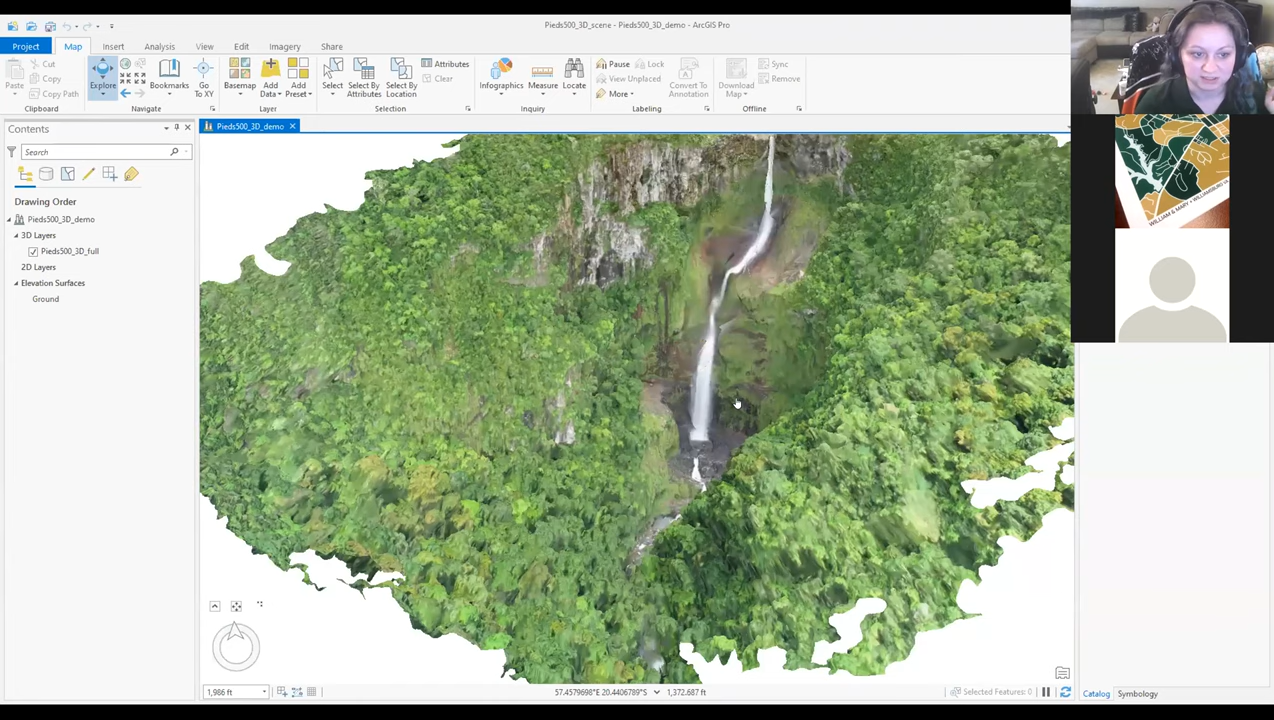 Pieds500_3D_scene - Pieds500_3D_demo - ArcGIS Pro
Project Map Insert Analysis View Edit Imagery Share
Paste Cut Copy Copy Path
Clipboard
Explore Bookmarks Go To XY
Navigate
Basemap Add Data Add Preset
Layer
Select Select By Attributes Select By Location Attributes Clear
Selection
Infographics Measure Locate
Inquiry
Pause Lock View Unplaced More Convert To Annotation
Labeling
Download Map Sync Remove
Offline
Contents
Pieds500_3D_demo
Search
Drawing Order
Pieds500_3D_demo
3D Layers
Pieds500_3D_full
2D Layers
Elevation Surfaces
Ground
WILLIAM & MARY • WILLIAMSBURG
1,986 ft
57.4579698°E 20.4406789°S
1,372.687 ft
Selected Features: 0
Catalog Symbology